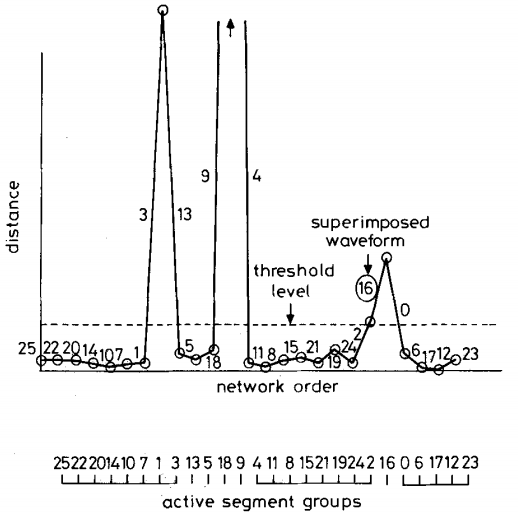 distance
3
13
9
4
superimposed
waveform
16
threshold
level
2
0
25 22 20 14 10 7 1 5 18 11 8 15 21 19 24 6 17 12 23
network order
25 22 20 14 10 7 1 3 13 5 18 9 4 11 8 15 21 19 24 2 16 0 6 17 12 23
active segment groups